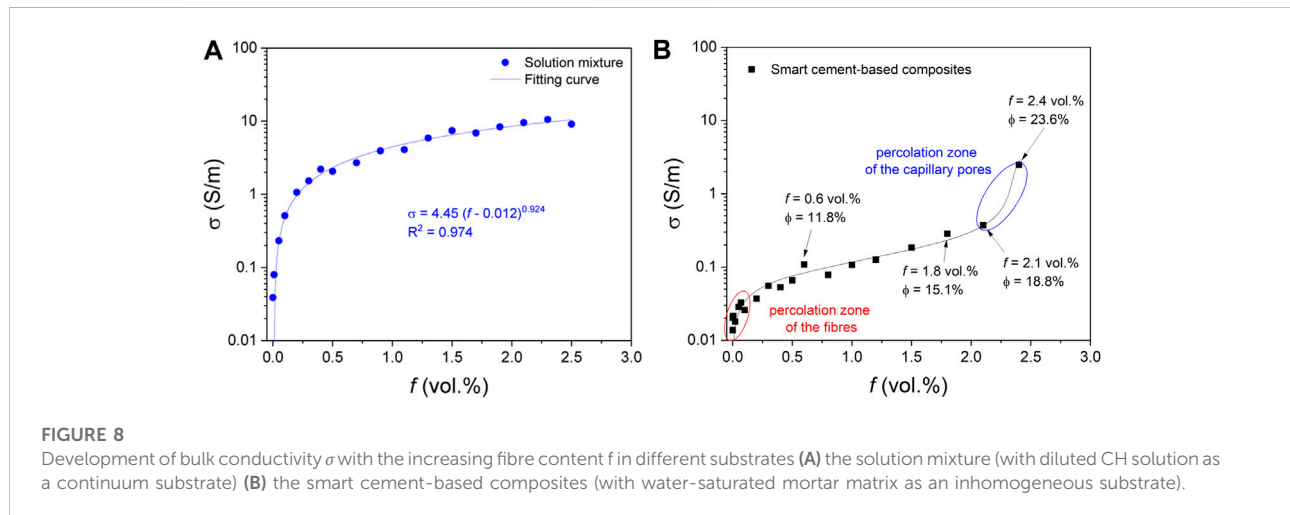 A
100
10
1
0.1
0.01
σ (S/m)
Solution mixture
Fitting curve
σ = 4.45 (f - 0.012)^0.924
R² = 0.974
0.0 0.5 1.0 1.5 2.0 2.5 3.0
f (vol.%)
B
100
10
1
0.1
0.01
σ (S/m)
Smart cement-based composites
f = 2.4 vol.%
ϕ = 23.6%
percolation zone
of the capillary pores
f = 0.6 vol.%
ϕ = 11.8%
f = 1.8 vol.%
ϕ = 15.1%
f = 2.1 vol.%
ϕ = 18.8%
percolation zone
of the fibres
0.0 0.5 1.0 1.5 2.0 2.5 3.0
f (vol.%)
FIGURE 8
Development of bulk conductivity σ with the increasing fibre content f in different substrates (A) the solution mixture (with diluted CH solution as
a continuum substrate) (B) the smart cement-based composites (with water-saturated mortar matrix as an inhomogeneous substrate).